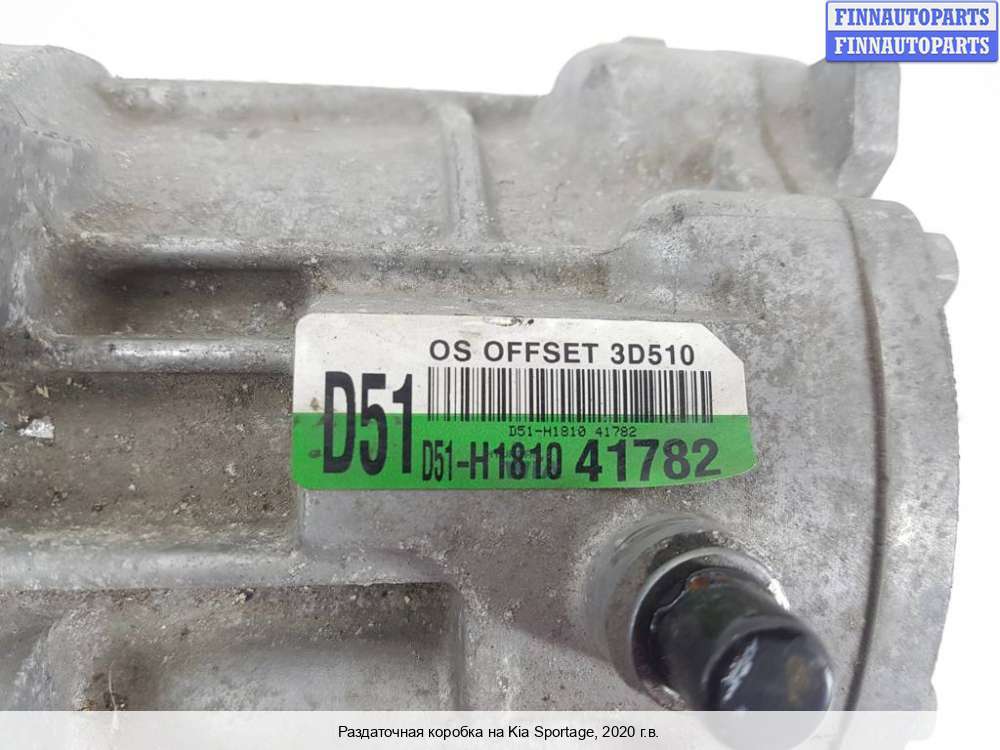 FINNAUTOPARTS
FINNAUTOPARTS
OS OFFSET 3D510
D51
D51-H1810 41782
D51-H1810 41782
Раздаточная коробка на Kia Sportage, 2020 г.в.